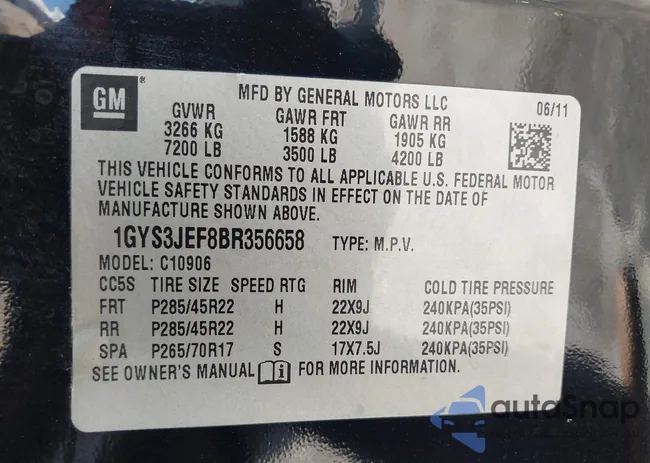 GM®
MFD BY GENERAL MOTORS LLC
06/11
GVWR GAWR FRT GAWR RR
3266 KG 1588 KG 1905 KG
7200 LB 3500 LB 4200 LB
THIS VEHICLE CONFORMS TO ALL APPLICABLE U.S. FEDERAL MOTOR
VEHICLE SAFETY STANDARDS IN EFFECT ON THE DATE OF
MANUFACTURE SHOWN ABOVE.
1GYS3JEF8BR356658 TYPE: M.P.V.
MODEL: C10906
CC5S TIRE SIZE SPEED RTG RIM COLD TIRE PRESSURE
FRT P285/45R22 H 22X9J 240KPA(35PSI)
RR P285/45R22 H 22X9J 240KPA(35PSI)
SPA P265/70R17 S 17X7.5J 240KPA(35PSI)
SEE OWNER'S MANUAL i FOR MORE INFORMATION.
autoSnap